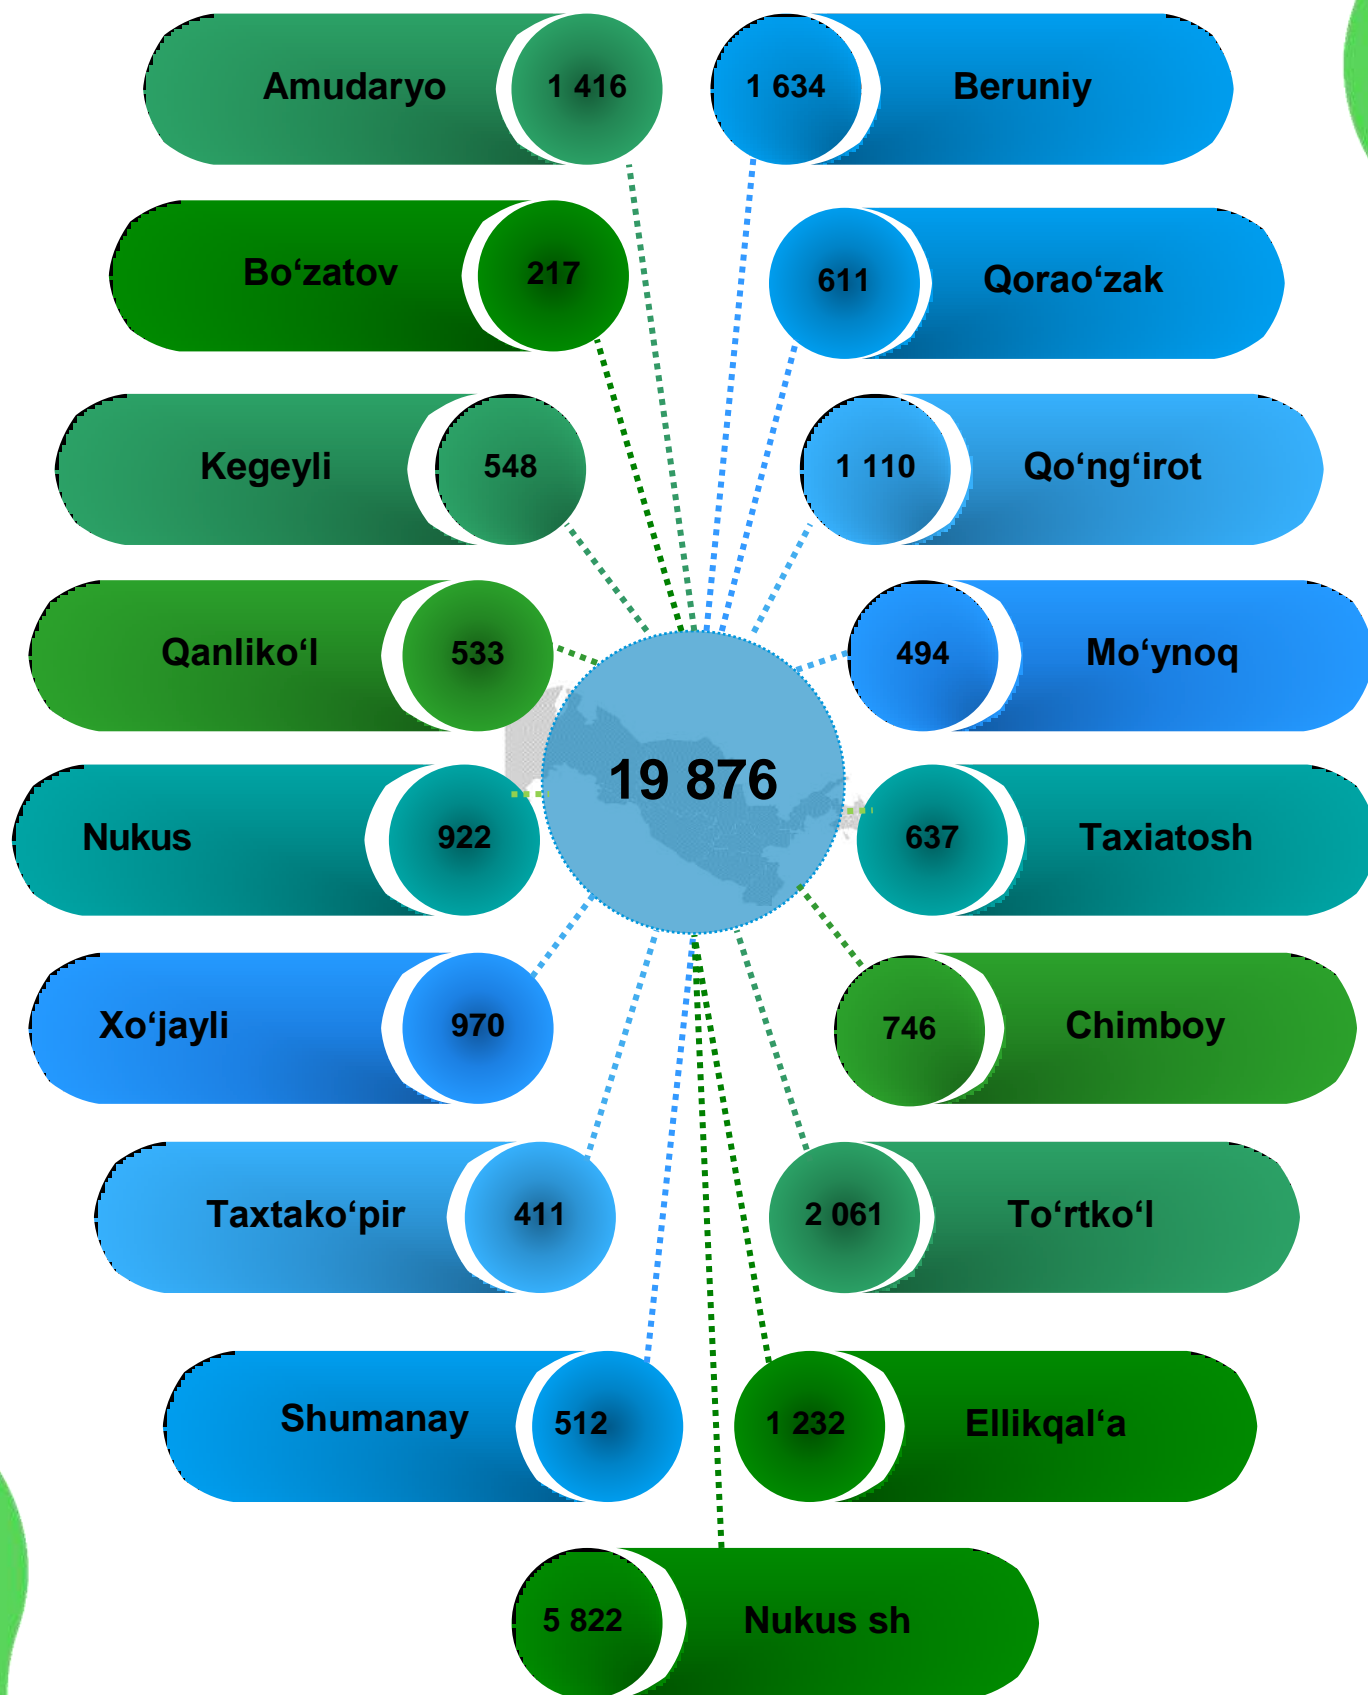 Amudaryo 1 416
1 634 Beruniy
Bo‘zatov 217
611 Qorao‘zak
Kegeyli 548
1 110 Qo‘ng‘irot
Qanliko‘l 533
494 Mo‘ynoq
19 876
Nukus 922
637 Taxiatosh
Xo‘jayli 970
746 Chimboy
Taxtako‘pir 411
2 061 To‘rtko‘l
Shumanay 512
1 232 Ellikqal‘a
5 822 Nukus sh